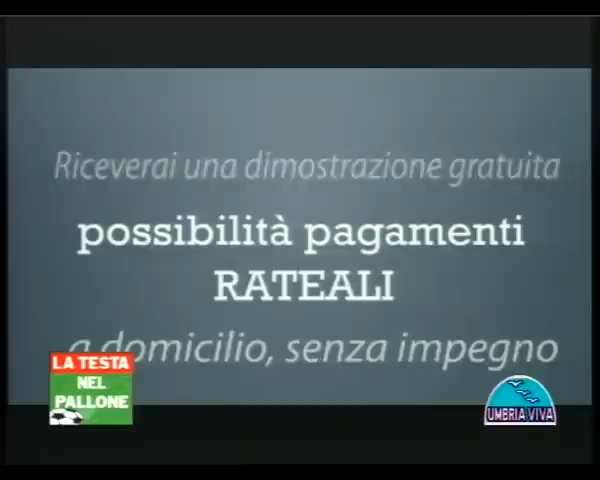 Riceverai una dimostrazione gratuita
possibilità pagamenti
RATEALI
a domicilio, senza impegno
LA TESTA
NEL
PALLONE
UMBRIA VIVA